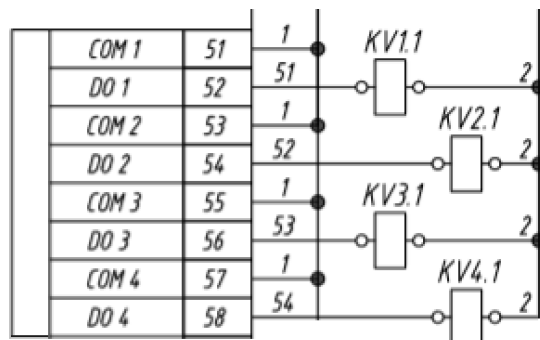 COM 1 51 1 KV1.1
DO 1 52 51 2
COM 2 53 1 KV2.1
DO 2 54 52 2
COM 3 55 1 KV3.1
DO 3 56 53 2
COM 4 57 1 KV4.1
DO 4 58 54 2